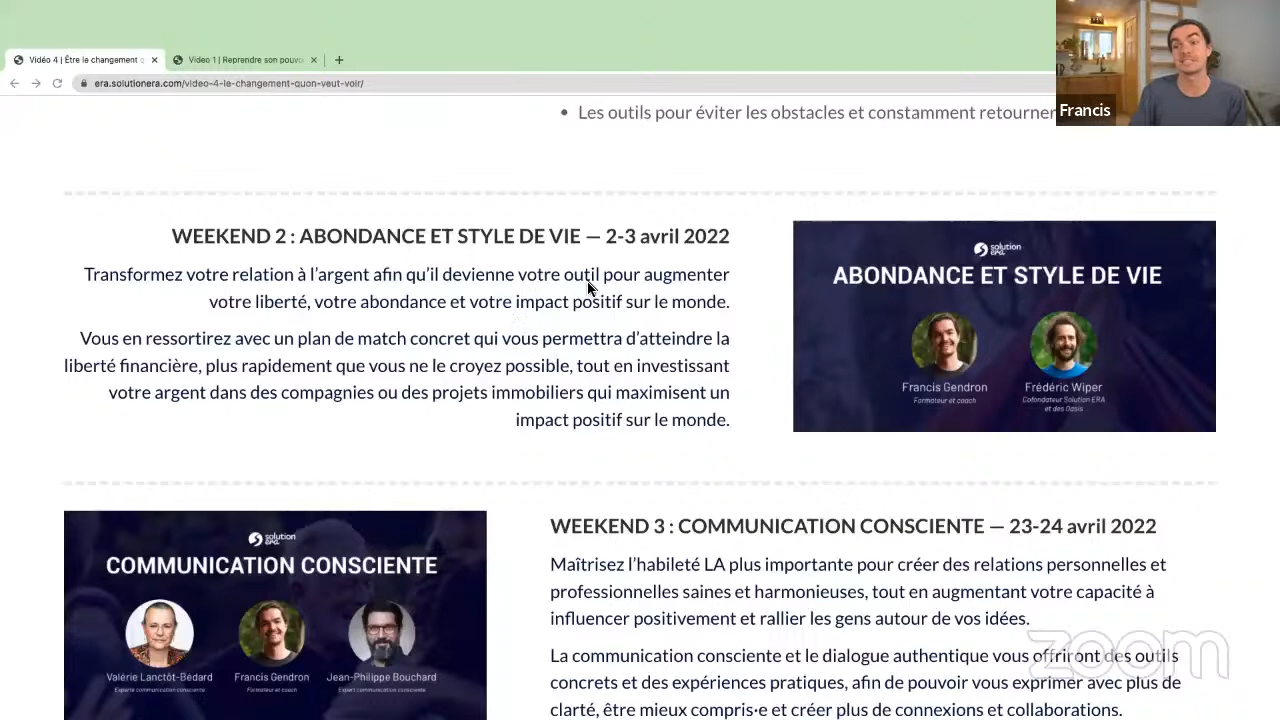 Vidéo 4 | Être le changement q
Vidéo 1 | Reprendre son pouvo
era.solutionera.com/video-4-le-changement-quon-veut-voir/
Francis
• Les outils pour éviter les obstacles et constamment retourner
WEEKEND 2 : ABONDANCE ET STYLE DE VIE — 2-3 avril 2022
Transformez votre relation à l’argent afin qu’il devienne votre outil pour augmenter
votre liberté, votre abondance et votre impact positif sur le monde.
Vous en ressortirez avec un plan de match concret qui vous permettra d’atteindre la
liberté financière, plus rapidement que vous ne le croyez possible, tout en investissant
votre argent dans des compagnies ou des projets immobiliers qui maximisent un
impact positif sur le monde.
solution
era
ABONDANCE ET STYLE DE VIE
Francis Gendron
Formateur et coach
Frédéric Wiper
Cofondateur Solution ERA
et des Oasis
solution
era
COMMUNICATION CONSCIENTE
Valérie Lanctôt-Bédard
Experte communication consciente
Francis Gendron
Formateur et coach
Jean-Philippe Bouchard
Expert communication consciente
WEEKEND 3 : COMMUNICATION CONSCIENTE — 23-24 avril 2022
Maîtrisez l’habileté LA plus importante pour créer des relations personnelles et
professionnelles saines et harmonieuses, tout en augmentant votre capacité à
influencer positivement et rallier les gens autour de vos idées.
La communication consciente et le dialogue authentique vous offriront des outils
concrets et des expériences pratiques, afin de pouvoir vous exprimer avec plus de
clarté, être mieux compris·e et créer plus de connexions et collaborations.
zoom